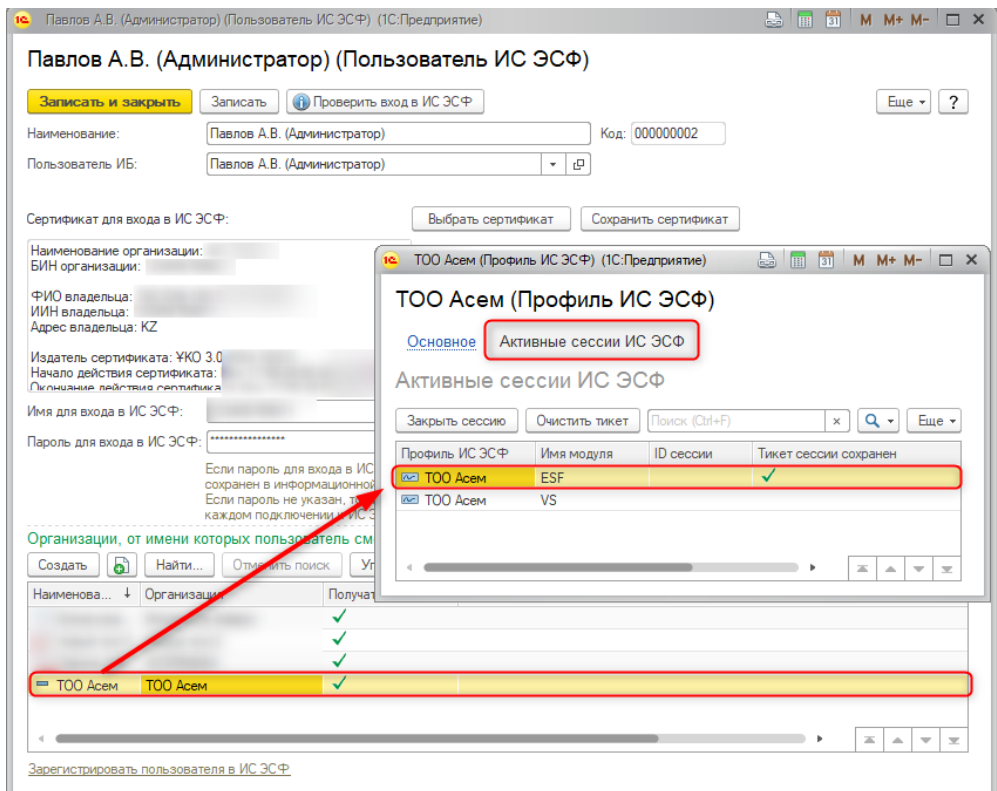 Павлов А.В. (Администратор) (Пользователь ИС ЭСФ) (1С:Предприятие)
M M+ M-
Павлов А.В. (Администратор) (Пользователь ИС ЭСФ)
Записать и закрыть Записать Проверить вход в ИС ЭСФ Еще ?
Наименование: Павлов А.В. (Администратор) Код: 000000002
Пользователь ИБ: Павлов А.В. (Администратор)
Сертификат для входа в ИС ЭСФ: Выбрать сертификат Сохранить сертификат
Наименование организации:
БИН организации:
ФИО владельца:
ИИН владельца:
Адрес владельца: KZ
Издатель сертификата: ҰКО 3.0
Начало действия сертификата:
Окончание действия сертифика
Имя для входа в ИС ЭСФ:
Пароль для входа в ИС ЭСФ: ****************
Если пароль для входа в ИС
сохранен в информационной
Если пароль не указан,
каждом подключении
Организации, от имени которых пользователь см
Создать Найти... Отменить поиск
Наименова... ↓ Организация Получат
ТОО Асем ТОО Асем
Зарегистрировать пользователя в ИС ЭСФ
ТОО Асем (Профиль ИС ЭСФ) (1С:Предприятие)
M M+ M-
ТОО Асем (Профиль ИС ЭСФ)
Основное Активные сессии ИС ЭСФ
Активные сессии ИС ЭСФ
Закрыть сессию Очистить тикет Поиск (Ctrl+F) × Еще
Профиль ИС ЭСФ Имя модуля ID сессии Тикет сессии сохранен
ТОО Асем ESF
ТОО Асем VS